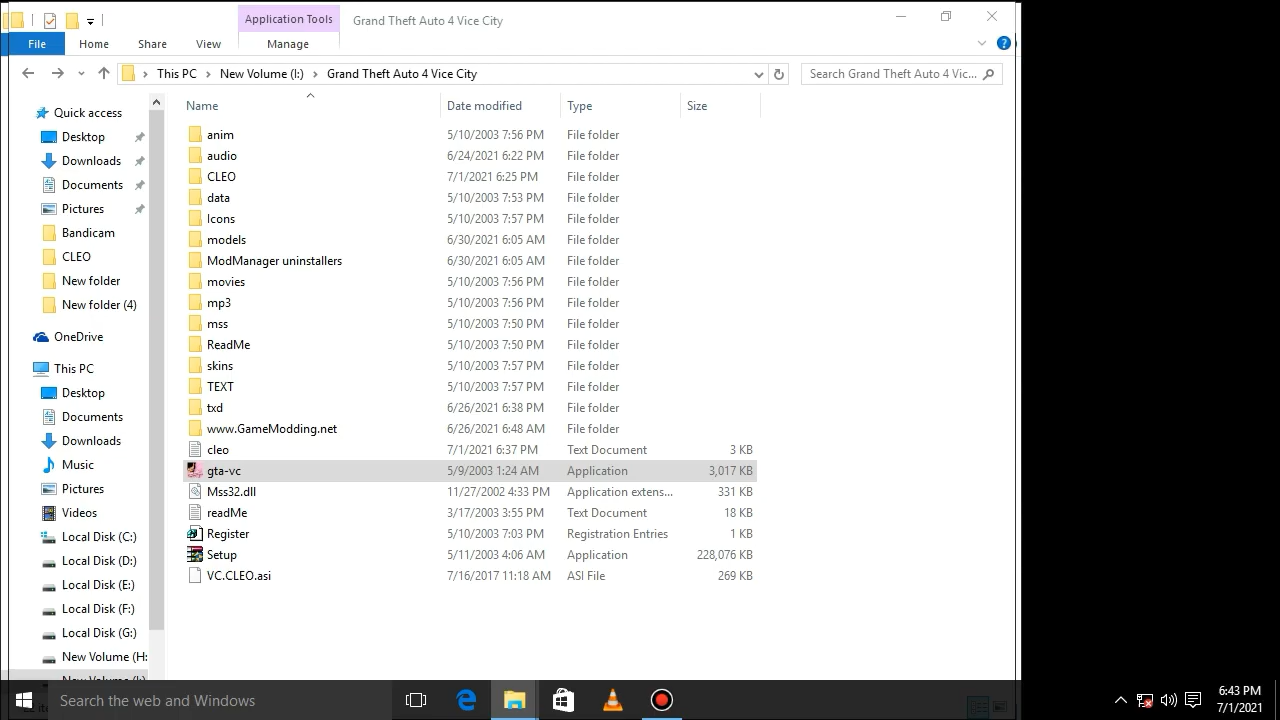 Application Tools Grand Theft Auto 4 Vice City
File Home Share View Manage
This PC New Volume (I:) Grand Theft Auto 4 Vice City Search Grand Theft Auto 4 Vic...
Name Date modified Type Size
Quick access
Desktop
Downloads
Documents
Pictures
Bandicam
CLEO
New folder
New folder (4)
OneDrive
This PC
Desktop
Documents
Downloads
Music
Pictures
Videos
Local Disk (C:)
Local Disk (D:)
Local Disk (E:)
Local Disk (F:)
Local Disk (G:)
New Volume (H:
anim 5/10/2003 7:56 PM File folder
audio 6/24/2021 6:22 PM File folder
CLEO 7/1/2021 6:25 PM File folder
data 5/10/2003 7:53 PM File folder
Icons 5/10/2003 7:57 PM File folder
models 6/30/2021 6:05 AM File folder
ModManager uninstallers 6/30/2021 6:05 AM File folder
movies 5/10/2003 7:56 PM File folder
mp3 5/10/2003 7:56 PM File folder
mss 5/10/2003 7:50 PM File folder
ReadMe 5/10/2003 7:50 PM File folder
skins 5/10/2003 7:57 PM File folder
TEXT 5/10/2003 7:57 PM File folder
txd 6/26/2021 6:38 PM File folder
www.GameModding.net 6/26/2021 6:48 AM File folder
cleo 7/1/2021 6:37 PM Text Document 3 KB
gta-vc 5/9/2003 1:24 AM Application 3,017 KB
Mss32.dll 11/27/2002 4:33 PM Application extens... 331 KB
readMe 3/17/2003 3:55 PM Text Document 18 KB
Register 5/10/2003 7:03 PM Registration Entries 1 KB
Setup 5/11/2003 4:06 AM Application 228,076 KB
VC.CLEO.asi 7/16/2017 11:18 AM ASI File 269 KB
Search the web and Windows
6:43 PM
7/1/2021